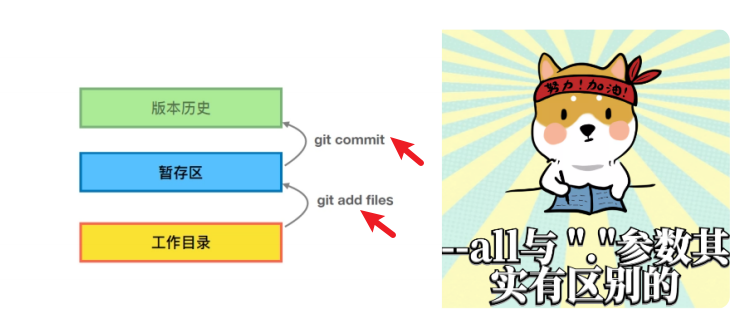 版本历史
git commit
暂存区
git add files
工作目录
努力!加油!
--all与 "."参数其
实有区别的